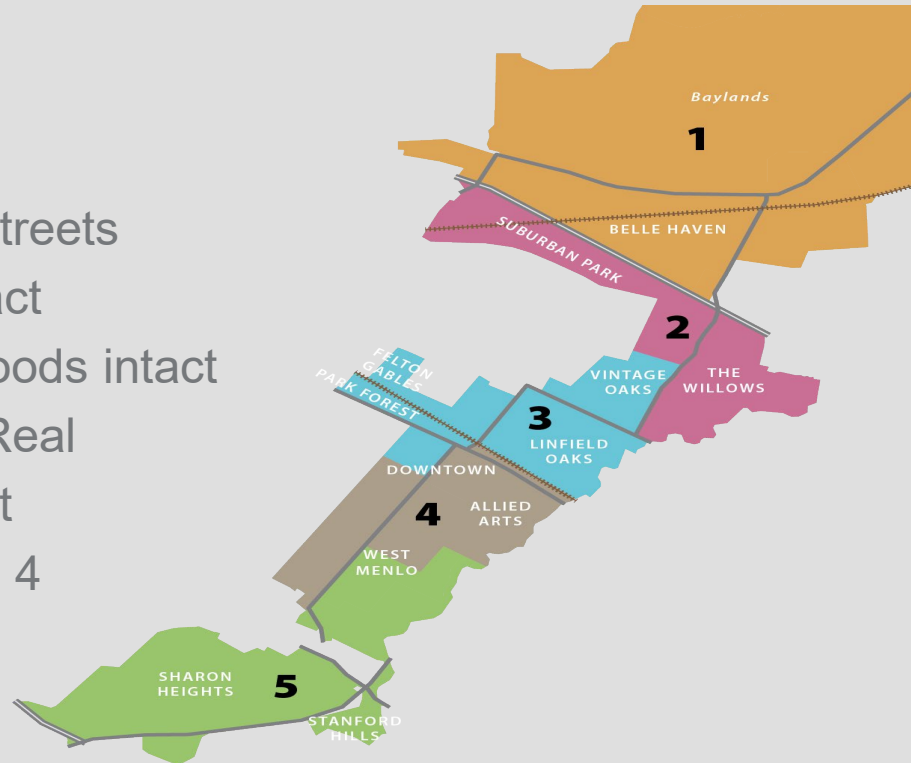 treets
act
oods intact
Real
t
4
Baylands
1
BELLE HAVEN
SUBURBAN PARK
2
THE
WILLOWS
VINTAGE
OAKS
FELTON
GABLES
PARK FOREST
3
LINFIELD
OAKS
DOWNTOWN
4
ALLIED
ARTS
WEST
MENLO
SHARON
HEIGHTS
5
STANFORD
HILLS